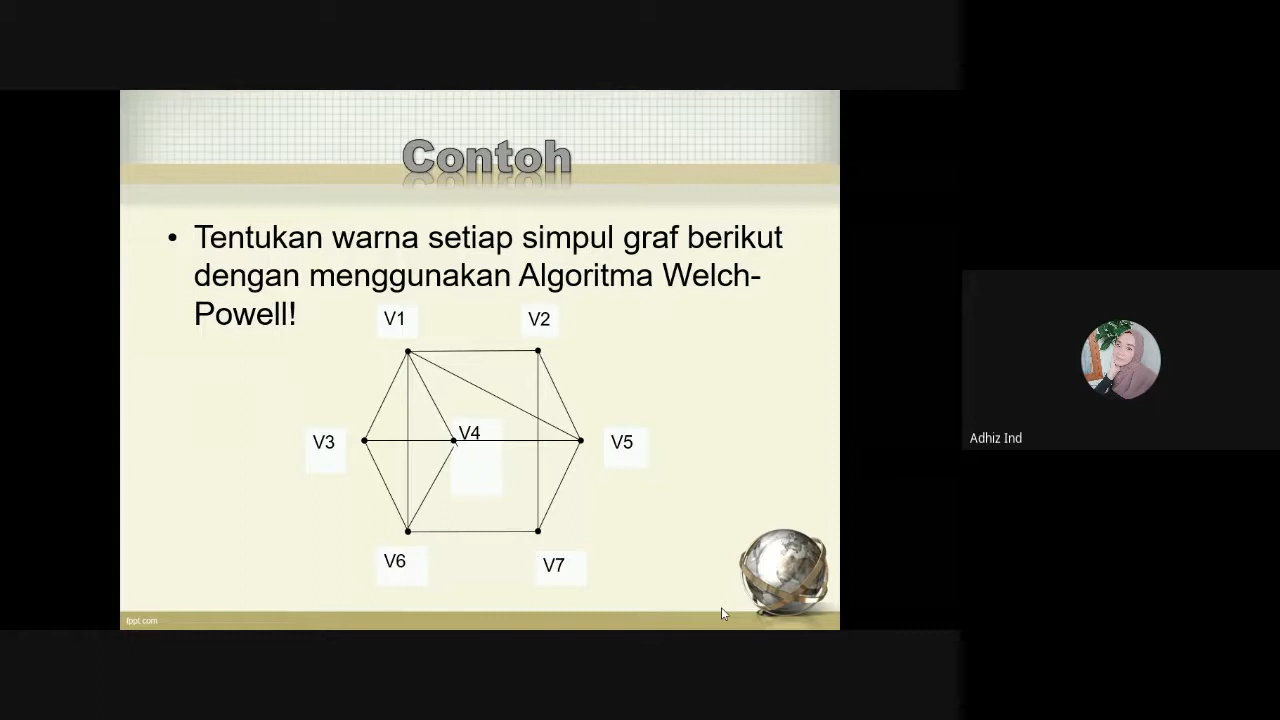 Contoh
• Tentukan warna setiap simpul graf berikut
dengan menggunakan Algoritma Welch-
Powell!
V1
V2
V3
V4
V5
V6
V7
fppt.com
Adhiz Ind